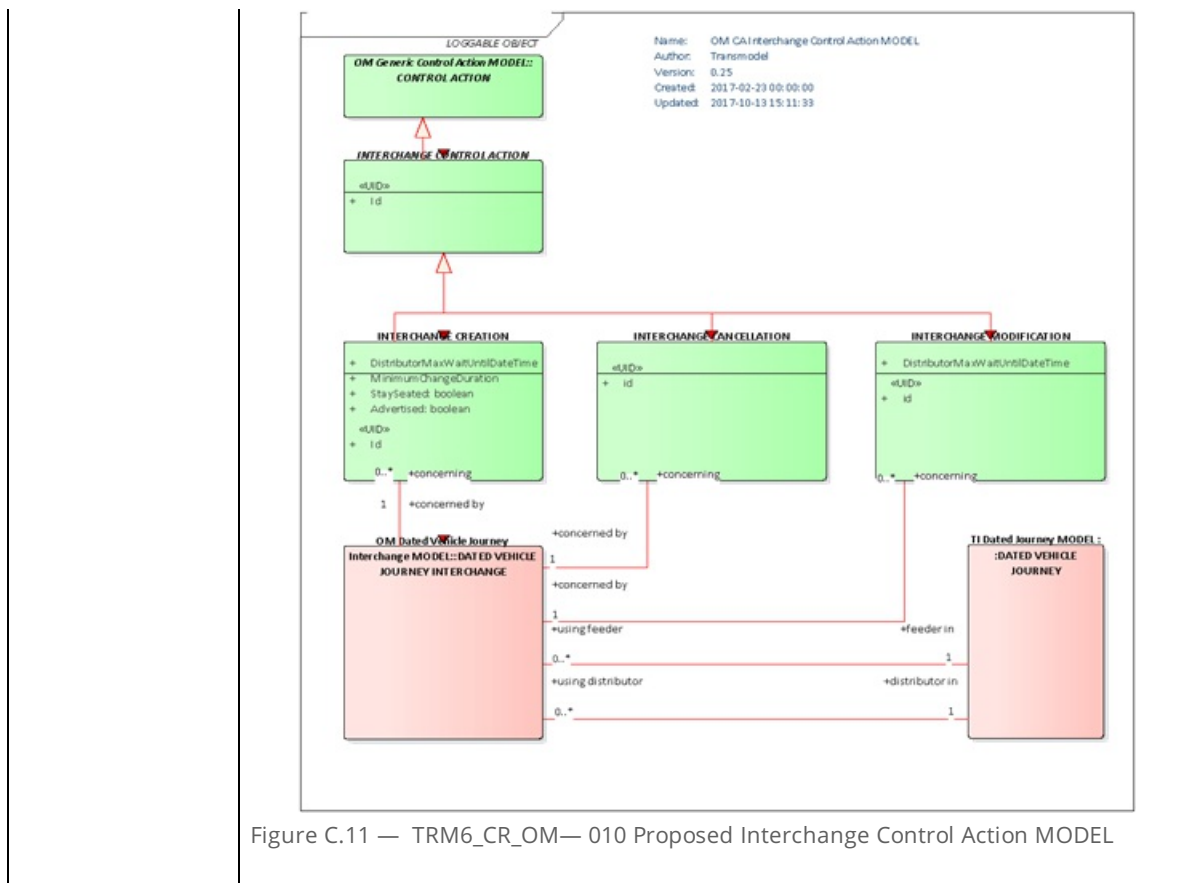 LOGGABLE OBJECT
OM Generic Control Action MODEL::
CONTROL ACTION
Name: OM CA Interchange Control Action MODEL
Author: Transmodel
Version: 0.25
Created: 2017-02-23 00:00:00
Updated: 2017-10-13 15:11:33
INTERCHANGE CONTROL ACTION
«UID»
+ Id
INTERCHANGE CREATION
+ DistributorMaxWaitUntilDateTime
+ MinimumChangeDuration
+ StaySeated: boolean
+ Advertised: boolean
«UID»
+ Id
0..* +concerning
1 +concerned by
INTERCHANGE CANCELLATION
«UID»
+ id
0..* +concerning
INTERCHANGE MODIFICATION
+ DistributorMaxWaitUntilDateTime
«UID»
+ id
0..* +concerning
OM Dated Vehicle Journey
Interchange MODEL::DATED VEHICLE
JOURNEY INTERCHANGE
+concerned by
1
+concerned by
1
+using feeder
0..*
+using distributor
0..*
+feeder in
1
+distributor in
1
TI Dated Journey MODEL:
:DATED VEHICLE
JOURNEY
Figure C.11 — TRM6_CR_OM— 010 Proposed Interchange Control Action MODEL